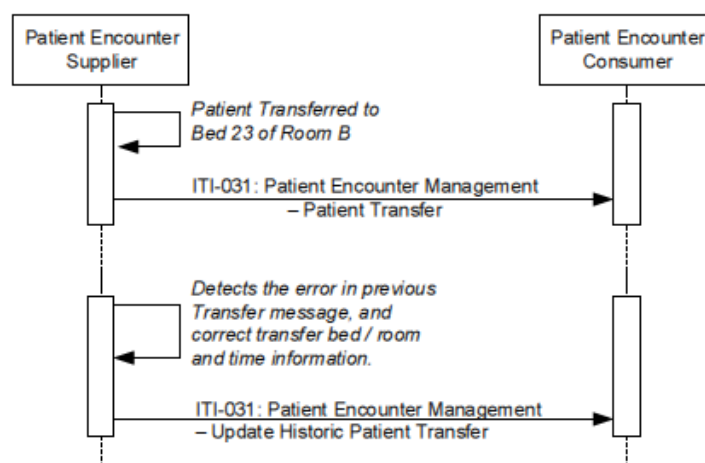 Patient Encounter
Supplier
Patient Encounter
Consumer
Patient Transferred to
Bed 23 of Room B
ITI-031: Patient Encounter Management
– Patient Transfer
Detects the error in previous
Transfer message, and
correct transfer bed / room
and time information.
ITI-031: Patient Encounter Management
– Update Historic Patient Transfer